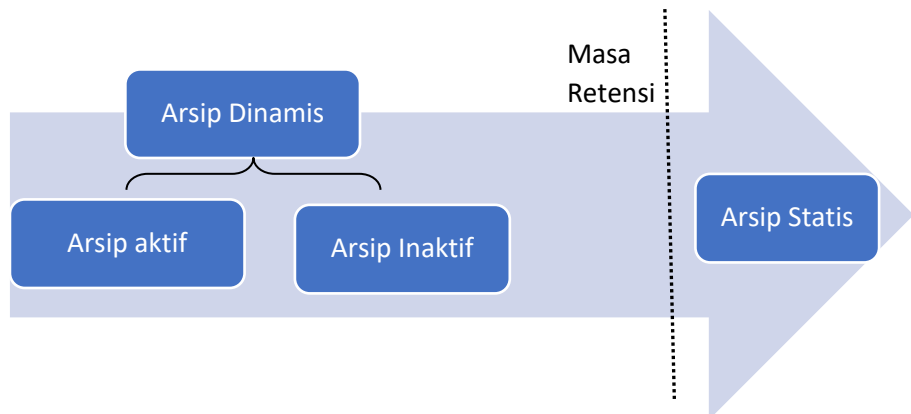 Masa
Retensi
Arsip Dinamis
Arsip aktif
Arsip Inaktif
Arsip Statis